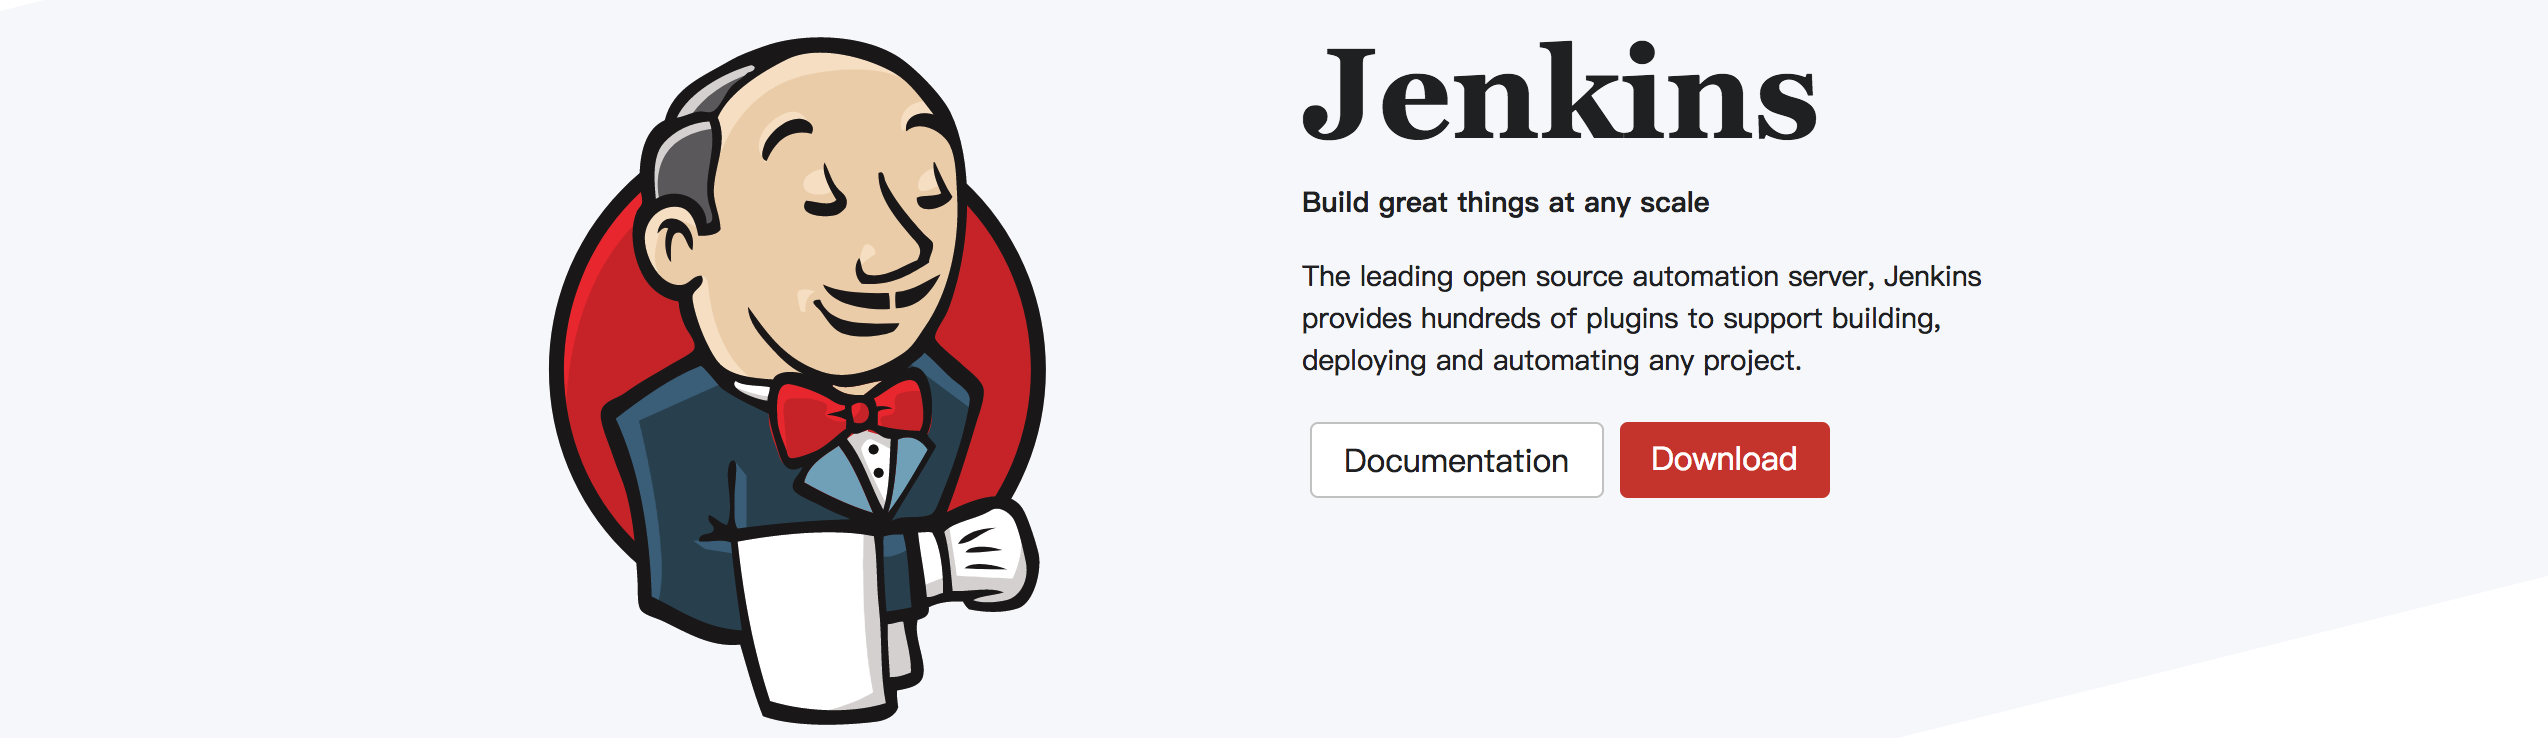 Jenkins
Build great things at any scale
The leading open source automation server, Jenkins
provides hundreds of plugins to support building,
deploying and automating any project.
Documentation
Download